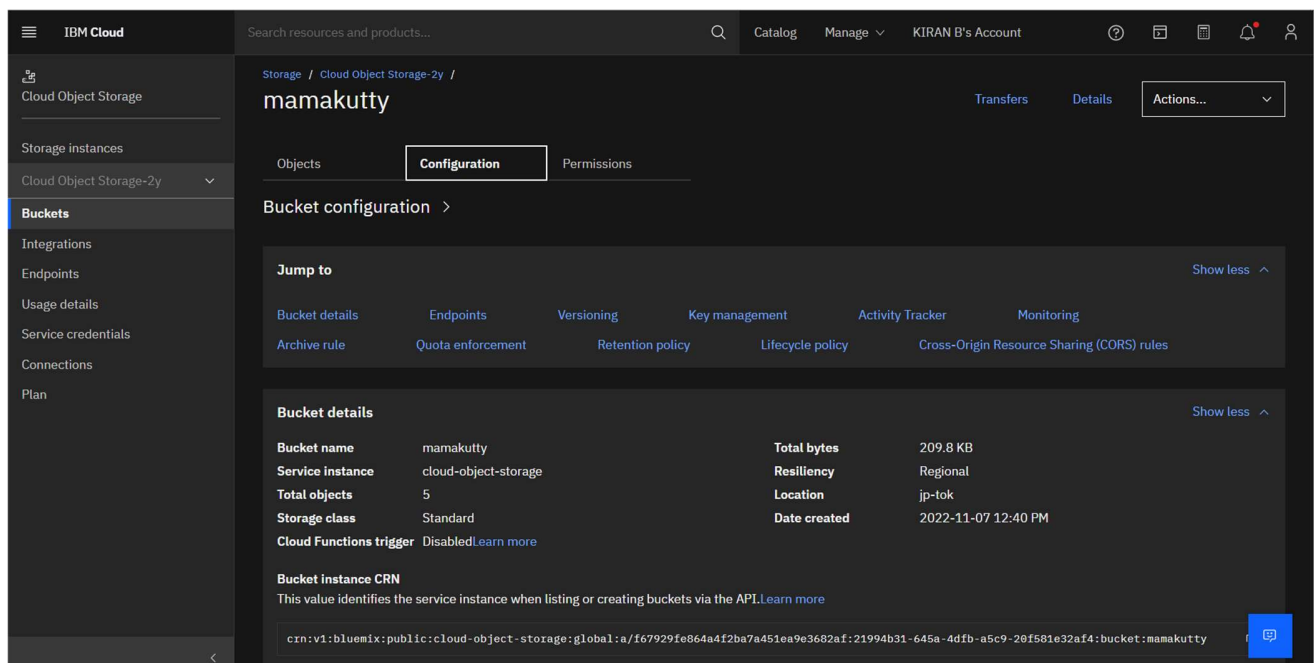 IBM Cloud
Search resources and products...
Catalog
Manage
KIRAN B's Account
Cloud Object Storage
Storage instances
Cloud Object Storage-2y
Buckets
Integrations
Endpoints
Usage details
Service credentials
Connections
Plan
Storage / Cloud Object Storage-2y /
mamakutty
Transfers
Details
Actions...
Objects
Configuration
Permissions
Bucket configuration >
Jump to
Show less
Bucket details Endpoints Versioning Key management Activity Tracker Monitoring
Archive rule Quota enforcement Retention policy Lifecycle policy Cross-Origin Resource Sharing (CORS) rules
Bucket details
Show less
Bucket name mamakutty Total bytes 209.8 KB
Service instance cloud-object-storage Resiliency Regional
Total objects 5 Location jp-tok
Storage class Standard Date created 2022-11-07 12:40 PM
Cloud Functions trigger DisabledLearn more
Bucket instance CRN
This value identifies the service instance when listing or creating buckets via the API.Learn more
crn:v1:bluemix:public:cloud-object-storage:global:a/f67929fe864a4f2ba7a451ea9e3682af:21994b31-645a-4dfb-a5c9-20f581e32af4:bucket:mamakutty